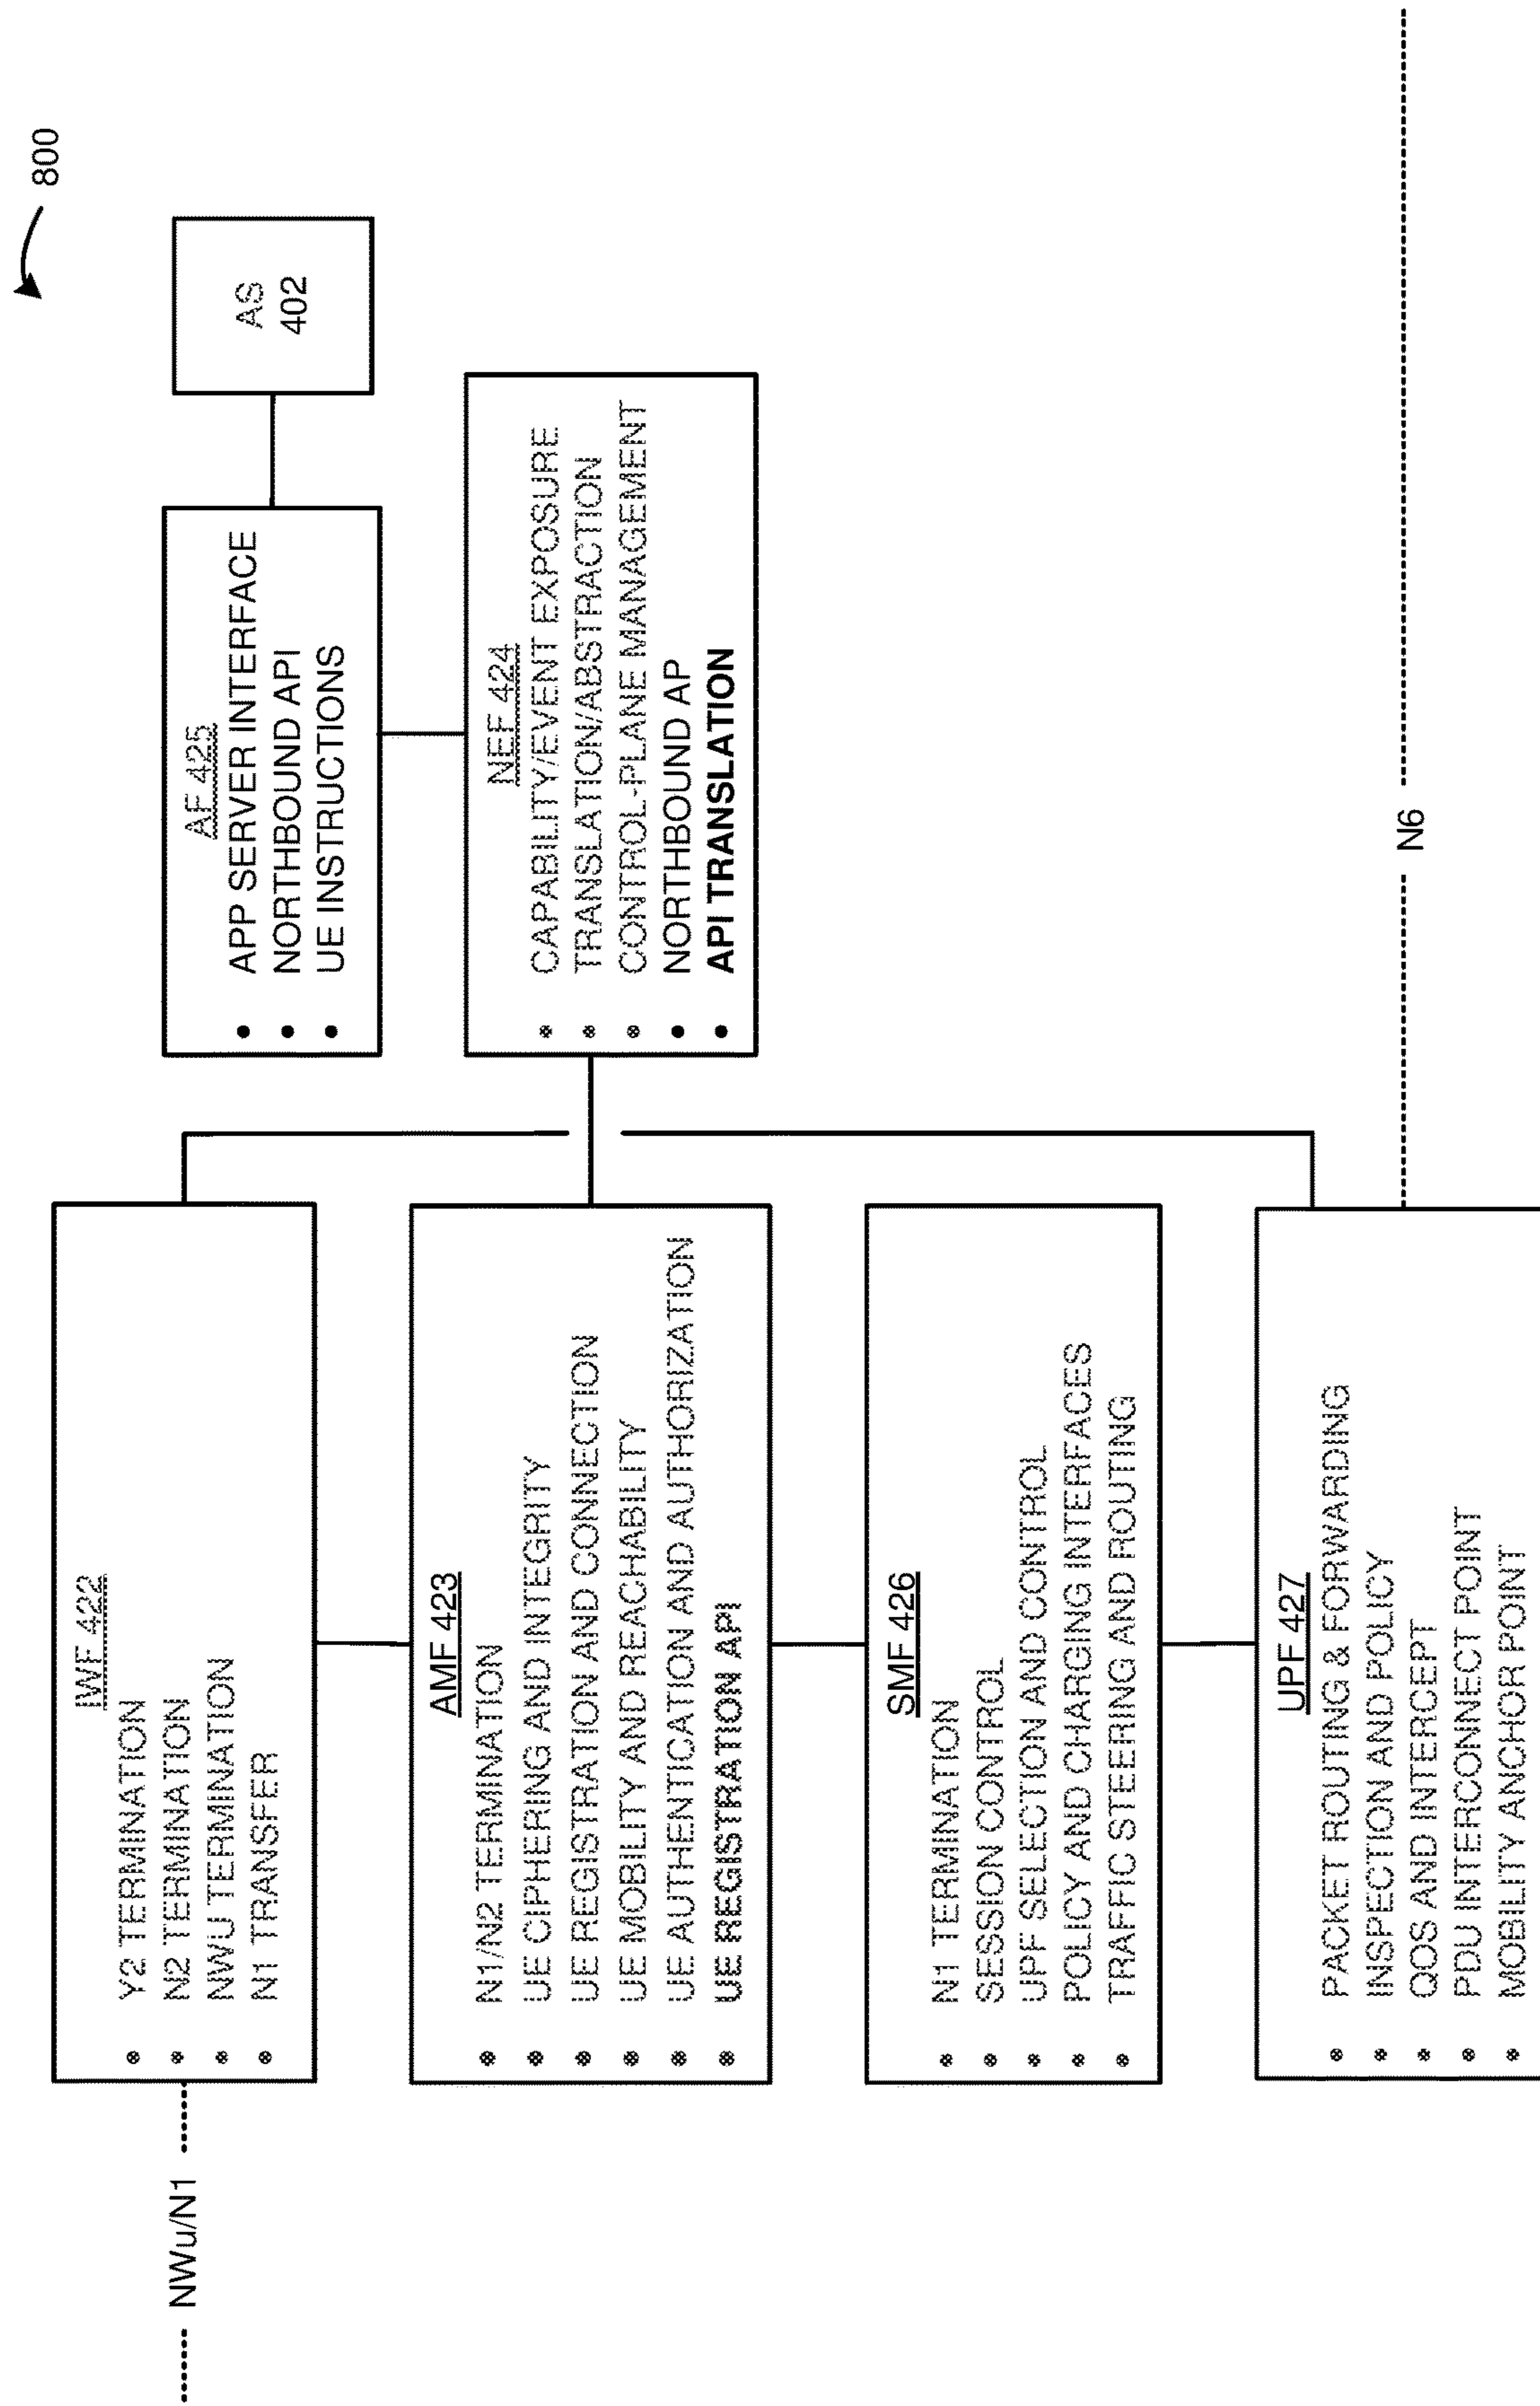 800
NWu/N1
IWF 422
Y2 TERMINATION
N2 TERMINATION
NWU TERMINATION
N1 TRANSFER
AMF 423
N1/N2 TERMINATION
UE CIPHERING AND INTEGRITY
UE REGISTRATION AND CONNECTION
UE MOBILITY AND REACHABILITY
UE AUTHENTICATION AND AUTHORIZATION
UE REGISTRATION API
SMF 426
N1 TERMINATION
SESSION CONTROL
UPF SELECTION AND CONTROL
POLICY AND CHARGING INTERFACES
TRAFFIC STEERING AND ROUTING
UPF 427
PACKET ROUTING & FORWARDING
INSPECTION AND POLICY
QOS AND INTERCEPT
PDU INTERCONNECT POINT
MOBILITY ANCHOR POINT
AF 425
APP SERVER INTERFACE
NORTHBOUND API
UE INSTRUCTIONS
AS
402
NEF 424
CAPABILITY/EVENT EXPOSURE
TRANSLATION/ABSTRACTION
CONTROL-PLANE MANAGEMENT
NORTHBOUND AP
API TRANSLATION
N6